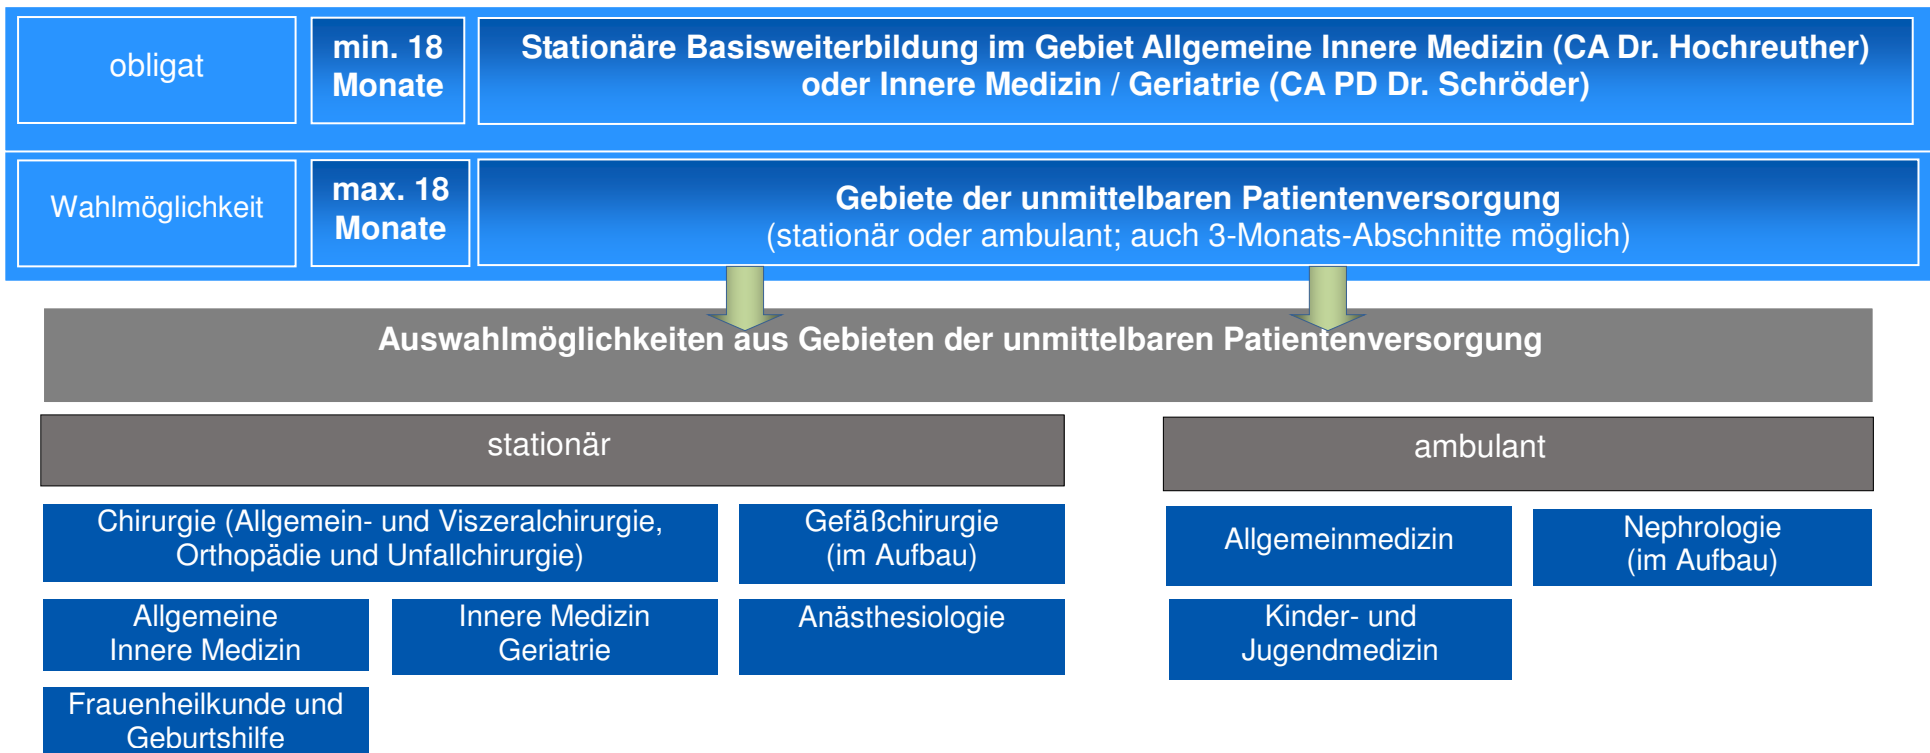 obligat
min. 18
Monate
Stationäre Basisweiterbildung im Gebiet Allgemeine Innere Medizin (CA Dr. Hochreuther)
oder Innere Medizin / Geriatrie (CA PD Dr. Schröder)
Wahlmöglichkeit
max. 18
Monate
Gebiete der unmittelbaren Patientenversorgung
(stationär oder ambulant; auch 3-Monats-Abschnitte möglich)
Auswahlmöglichkeiten aus Gebieten der unmittelbaren Patientenversorgung
stationär
Chirurgie (Allgemein- und Viszeralchirurgie,
Orthopädie und Unfallchirurgie)
Gefäßchirurgie
(im Aufbau)
Allgemeine
Innere Medizin
Innere Medizin
Geriatrie
Anästhesiologie
Frauenheilkunde und
Geburtshilfe
ambulant
Allgemeinmedizin
Nephrologie
(im Aufbau)
Kinder- und
Jugendmedizin